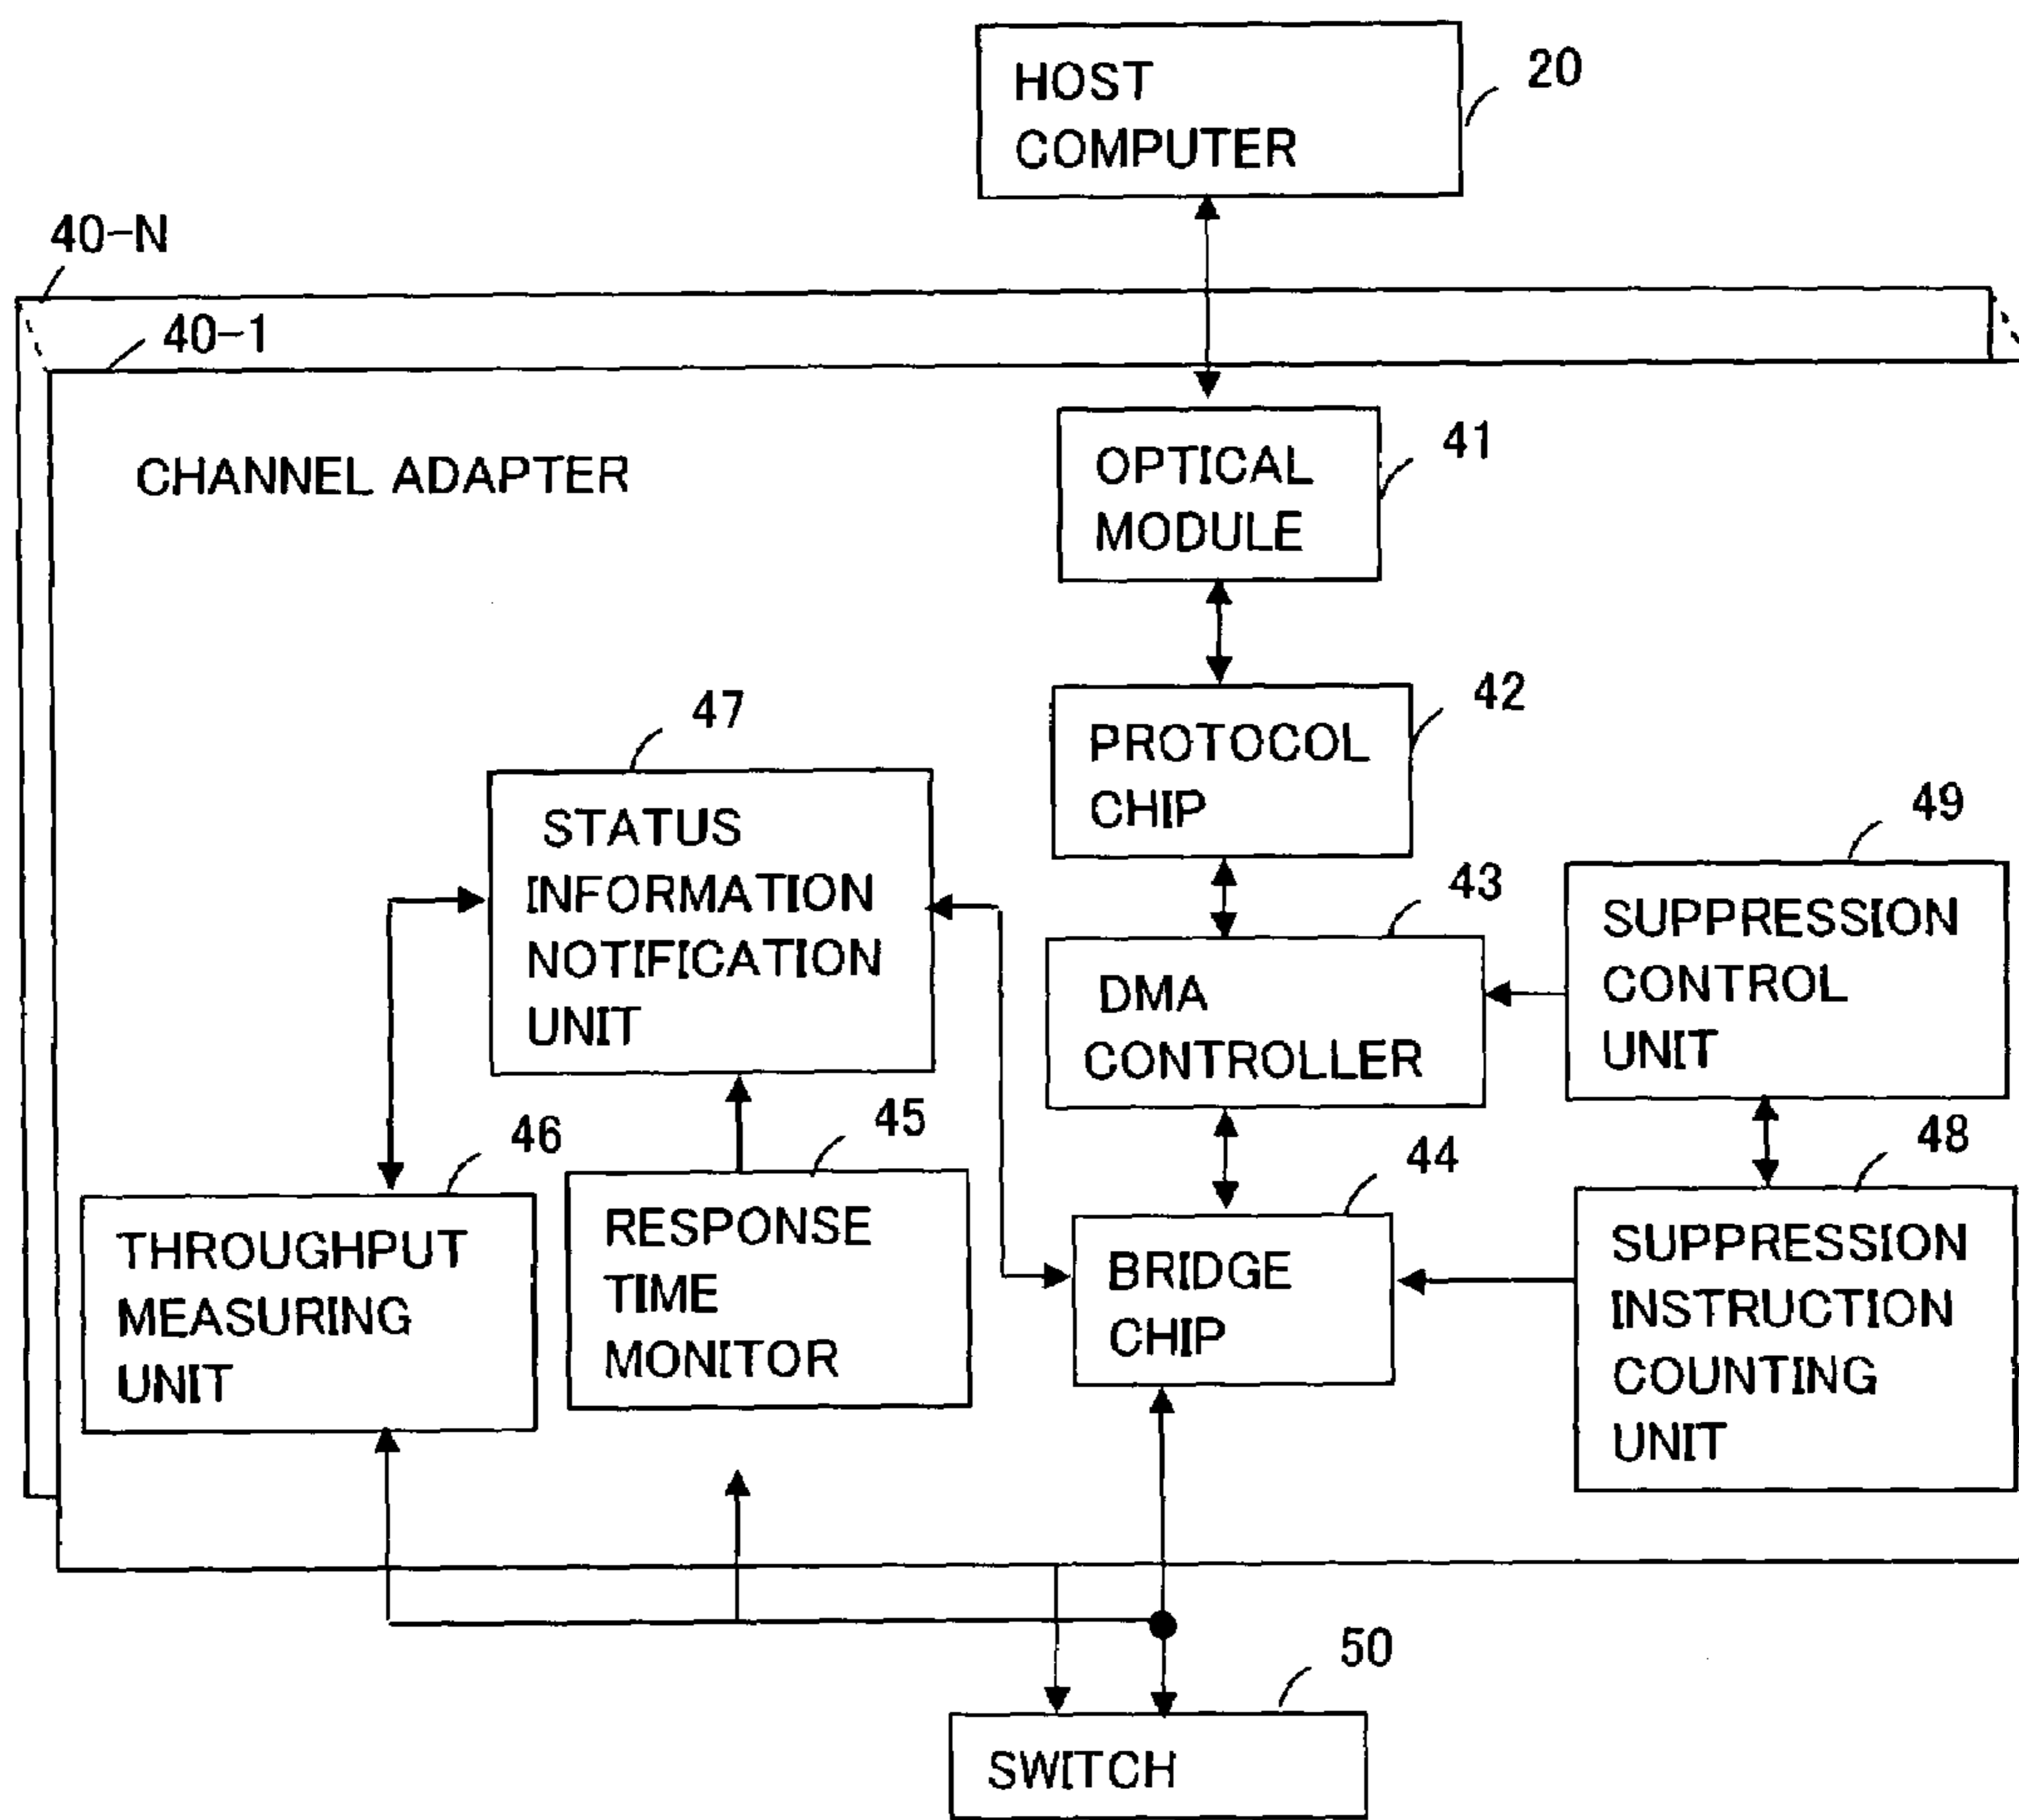 HOST
COMPUTER
20
40-N
40-1
CHANNEL ADAPTER
OPTICAL
MODULE
41
PROTOCOL
CHIP
42
47
STATUS
INFORMATION
NOTIFICATION
UNIT
43
DMA
CONTROLLER
49
SUPPRESSION
CONTROL
UNIT
46
THROUGHPUT
MEASURING
UNIT
45
RESPONSE
TIME
MONITOR
44
BRIDGE
CHIP
48
SUPPRESSION
INSTRUCTION
COUNTING
UNIT
50
SWITCH